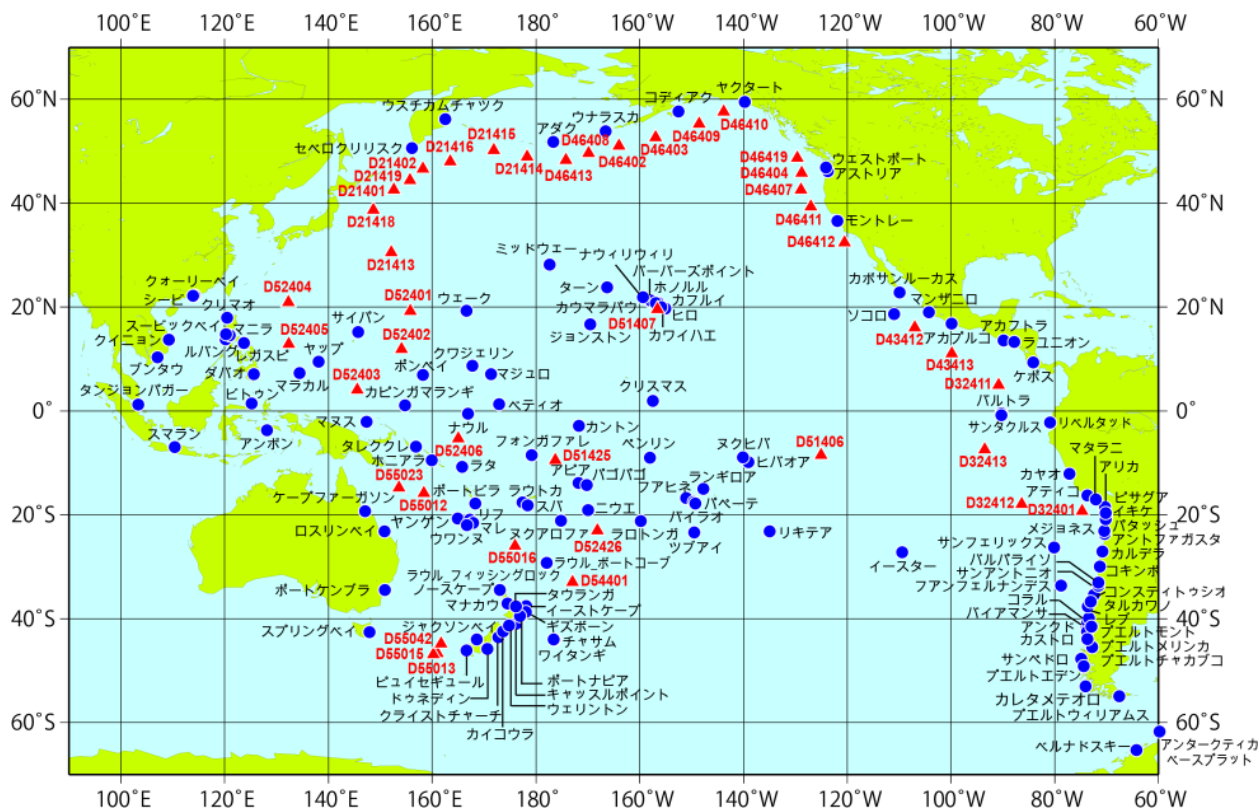 100°E 120°E 140°E 160°E 180° 160°W 140°W 120°W 100°W 80°W 60°W
60°N 60°N
ヤクタート
コディアク
ウスチカムチャツク
ウナラスカ
D46410
D46409
D21415
アダク
D46408
D46403
セベロクリリスク
D21416
D46402
D21402
D21414
D46413
D21419
D21401
D46419
ウェストポート
D46404
アストリア
D46407
40°N 40°N
D21418
D46411
モントレー
D46412
D21413
ミッドウェー
ナウィリウィリ
バーバーズポイント
クォーリーベイ
D52404
D52401
ターン
ホノルル
カボサンルーカス
シービ
カウマラパウ
カフルイ
マンザニロ
クリマオ
ウェーク
20°N 20°N
D51407
ヒロ
ソコロ
スービックベイ
マニラ
D52405
サイパン
D52402
ジョンストン
カワイハエ
D43412
アカプルコ
アカフトラ
クイニョン
ルバング
レガスピ
ヤップ
クワジェリン
D43413
ラユニオン
ブンタウ
ダバオ
マラカル
D52403
ポンペイ
マジュロ
D32411
ケポス
タンジョンパガー
ビトゥン
カピンガマランギ
クリスマス
バルトラ
0° 0°
ベティオ
マヌス
ナウル
カントン
サンタクルス
リベルタッド
スマラン
アンボン
タレククレ
D52406
フォンガファレ
ペンリン
ヌクヒバ
D51406
マタラニ
ホニアラ
D51425
D32413
ラタ
アピア
パゴパゴ
ヒバオア
カヤオ
アリカ
D55023
ランギロア
ケープファーガソン
D55012
ポートビラ
ラウトカ
フアヒネ
アティコ
ピサグア
スバ
ニウエ
パペーテ
D32412
D32401
イキケ
20°S 20°S
ヤンゲン
リフ
パタッシュ
ロスリンベイ
マレ
ヌクアロファ
ラロトンガ
パイラオ
メジョネス
ウワンヌ
D52426
ツブアイ
リキテア
アントファガスタ
D55016
サンフェリックス
カルデラ
ラウル_ボートコーブ
イースター
バルパライソ
ラウル_フィッシングロック
D54401
サンアントニオ
コキンボ
ポートケンブラ
ノースケープ
フアンフェルナンデス
タウランガ
コンスティトゥシオ
マナカウ
イーストケープ
コラル
タルカワノ
40°S 40°S
スプリングベイ
ジャクソンベイ
ギズボーン
バイアマンサ
レブ
D55042
チャサム
アンクド
プエルトモント
D55015
ワイタンギ
カストロ
プエルトメリンカ
D55013
サンペドロ
プエルトチャカブコ
ピュイセギュール
ポートナピア
プエルトエデン
ドゥネディン
キャッスルポイント
カレタメテオロ
クライストチャーチ
ウェリントン
プエルトウィリアムス
60°S 60°S
カイコウラ
ベルナドスキー
アンタークティカ
ベースプラット
100°E 120°E 140°E 160°E 180° 160°W 140°W 120°W 100°W 80°W 60°W